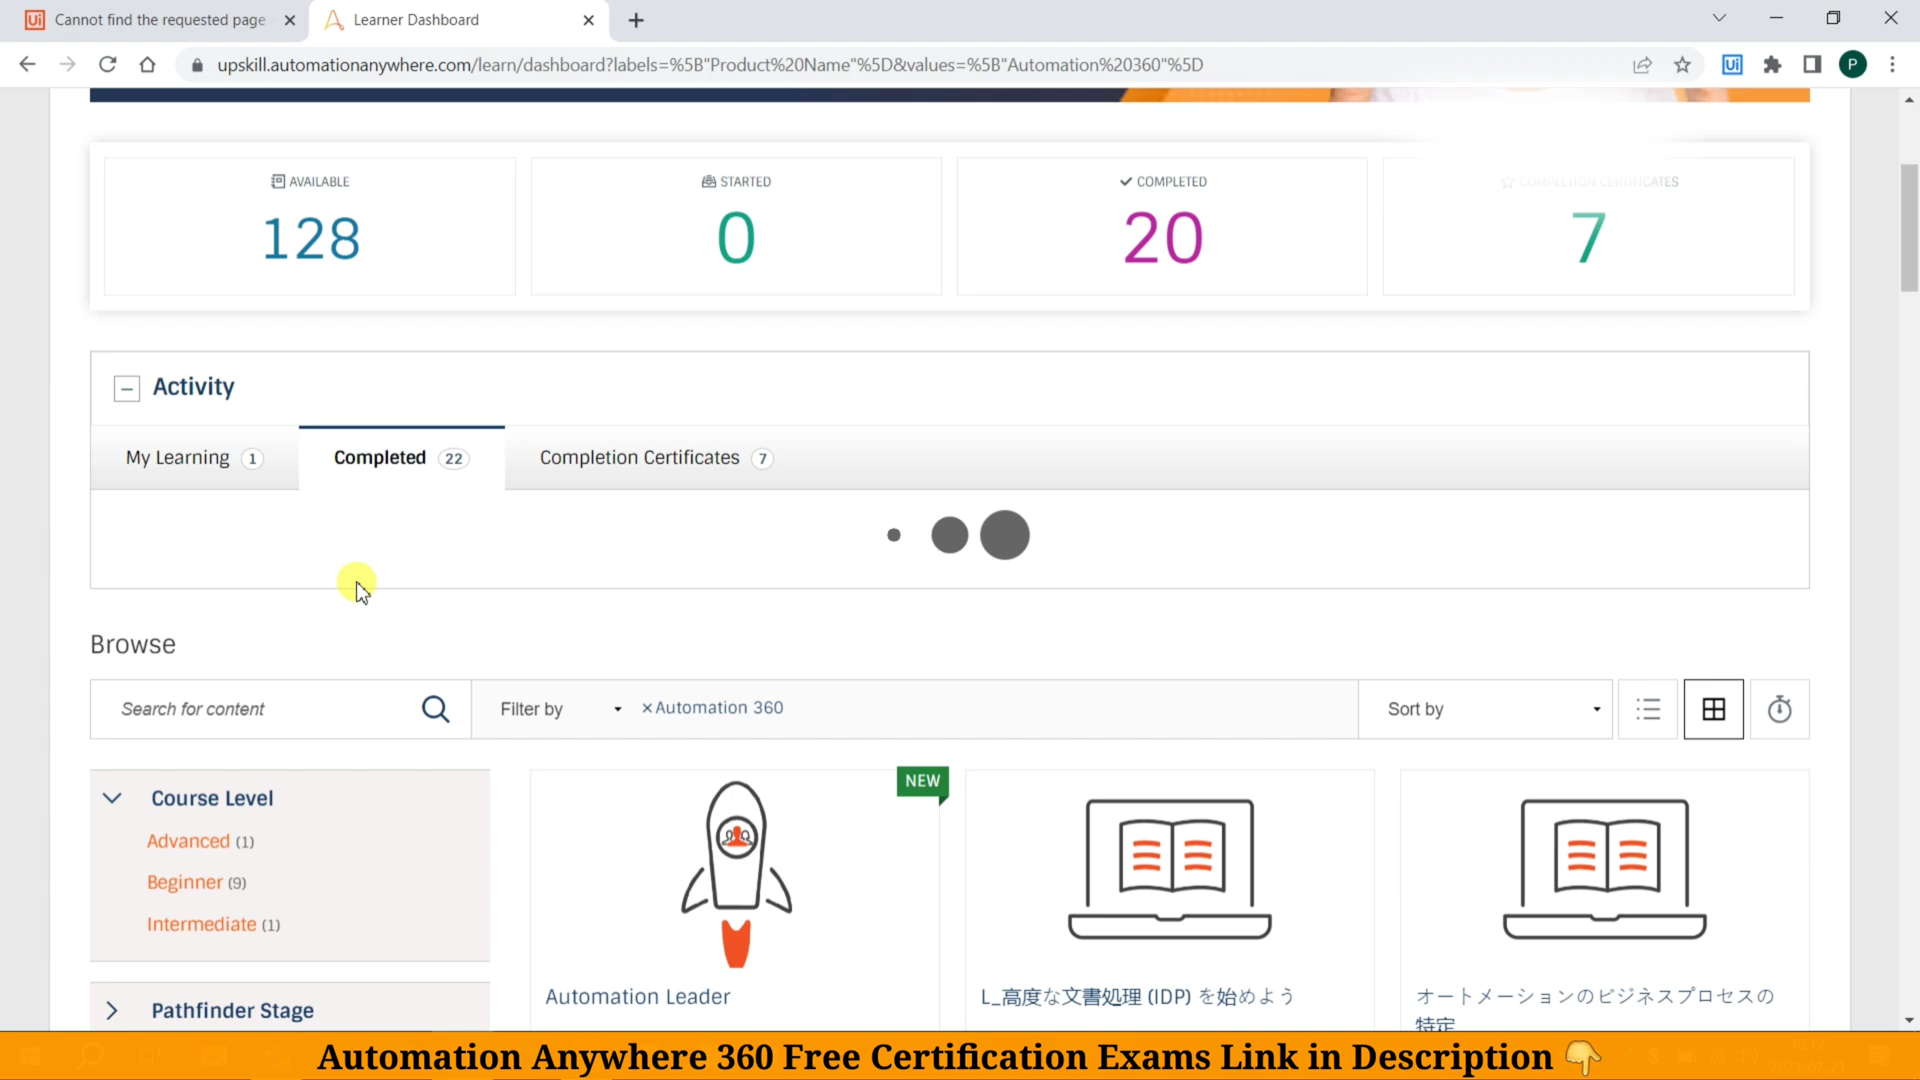 Cannot find the requested page
Learner Dashboard
upskill.automationanywhere.com/learn/dashboard?labels=%5B"Product%20Name"%5D&values=%5B"Automation%20360"%5D
P
AVAILABLE
128
STARTED
0
COMPLETED
20
COMPLETION CERTIFICATES
7
Activity
My Learning 1
Completed 22
Completion Certificates 7
Browse
Search for content
Filter by
×Automation 360
Sort by
Course Level
Advanced (1)
Beginner (9)
Intermediate (1)
Pathfinder Stage
NEW
Automation Leader
L_高度な文書処理 (IDP) を始めよう
オートメーションのビジネスプロセスの
特定
Automation Anywhere 360 Free Certification Exams Link in Description 👇